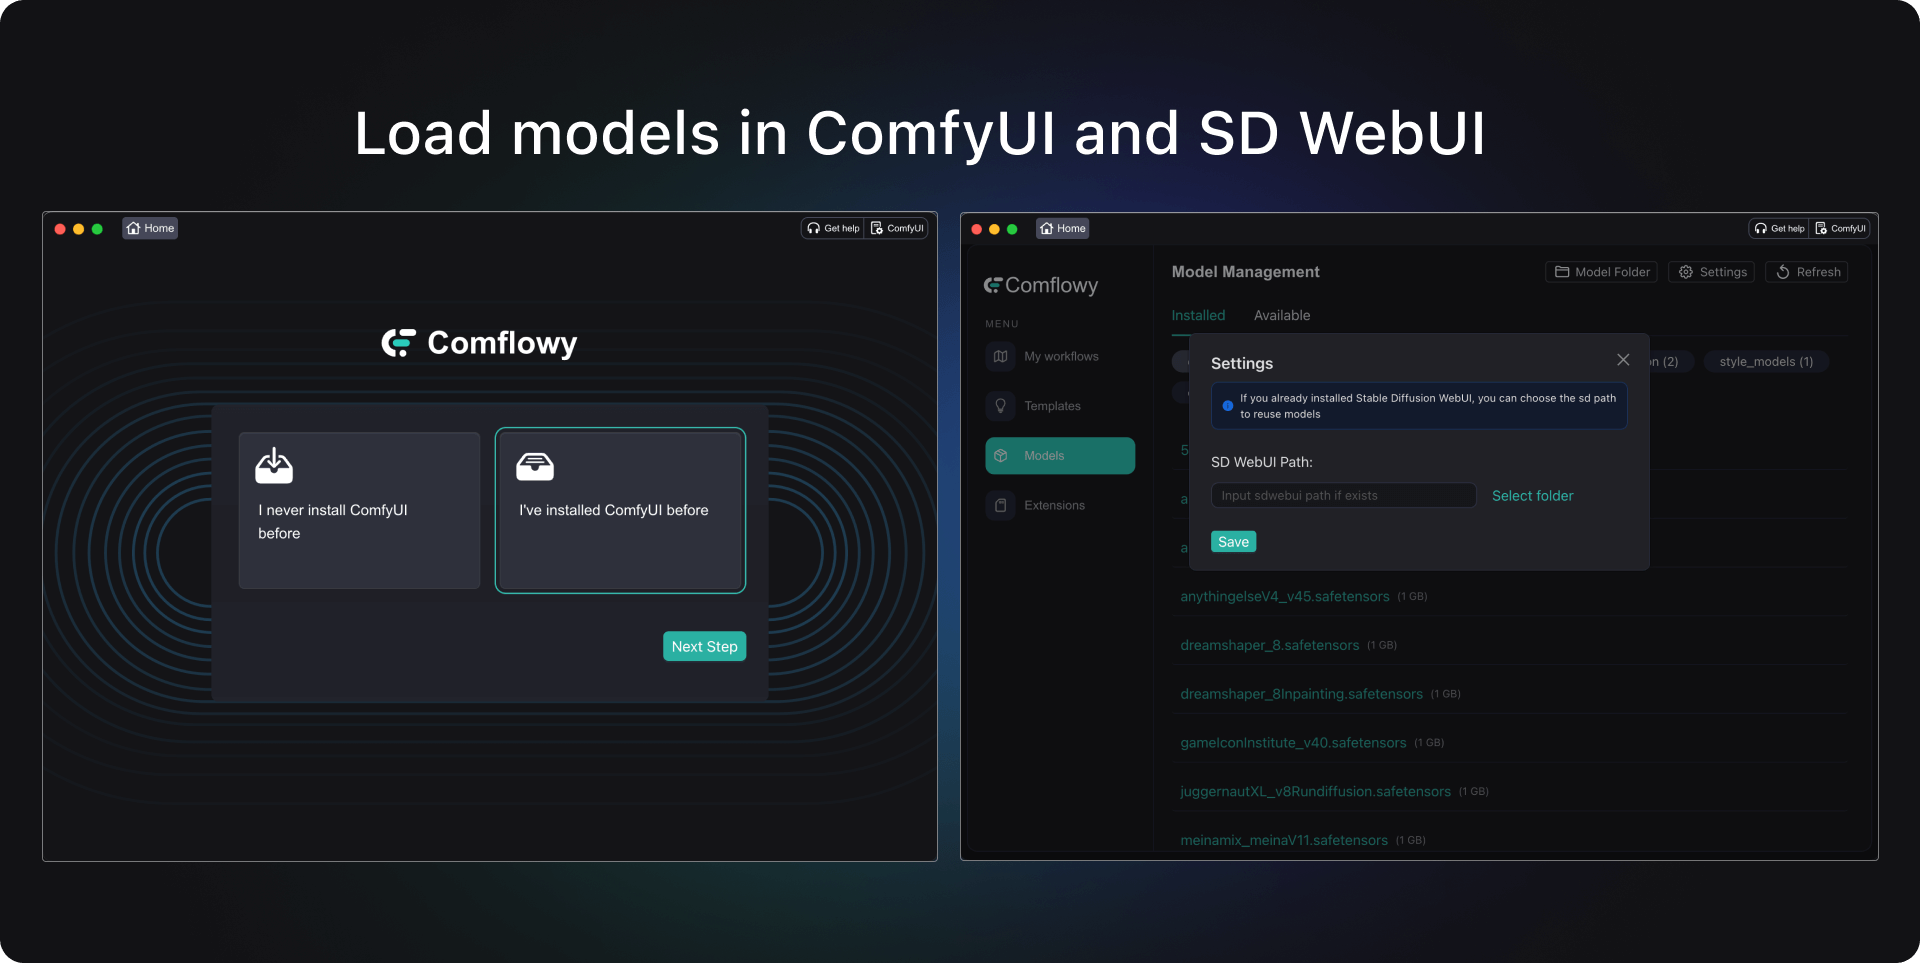 Load models in ComfyUI and SD WebUI
Home
Get help
ComfyUI
Comflowy
I never install ComfyUI
before
I've installed ComfyUI before
Next Step
Home
Get help
ComfyUI
Comflowy
MENU
My workflows
Templates
Models
Extensions
Model Management
Model Folder
Settings
Refresh
Installed
Available
(2)
style_models (1)
Settings
If you already installed Stable Diffusion WebUI, you can choose the sd path
to reuse models
SD WebUI Path:
Input sdwebui path if exists
Select folder
Save
5
a
a
anythingelseV4_v45.safetensors (1 GB)
dreamshaper_8.safetensors (1 GB)
dreamshaper_8Inpainting.safetensors (1 GB)
gameIconInstitute_v40.safetensors (1 GB)
juggernautXL_v8Rundiffusion.safetensors (1 GB)
meinamix_meinaV11.safetensors (1 GB)